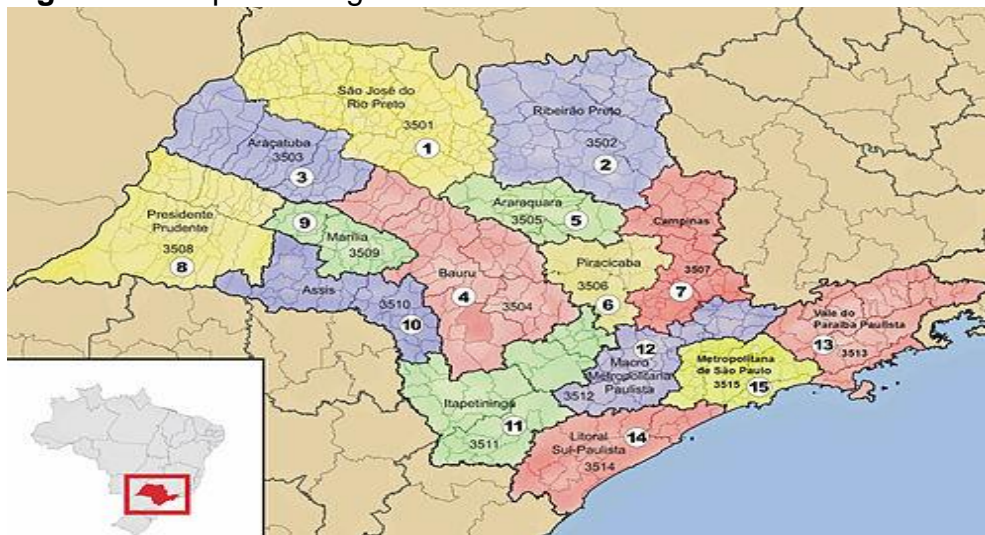 São José do
Rio Preto
3501
1
Ribeirão Preto
3502
2
Araçatuba
3503
3
Araraquara
3505
5
Campinas
3507
7
Presidente
Prudente
3508
8
9
Marília
3509
Bauru
4
3504
Piracicaba
3506
6
Assis
3510
10
Vale do
Paraíba Paulista
13
3513
12
Macro
Metropolitana
Paulista
3512
Metropolitana
de São Paulo
3515
15
Itapetininga
11
3511
Litoral
Sul-Paulista
14
3514